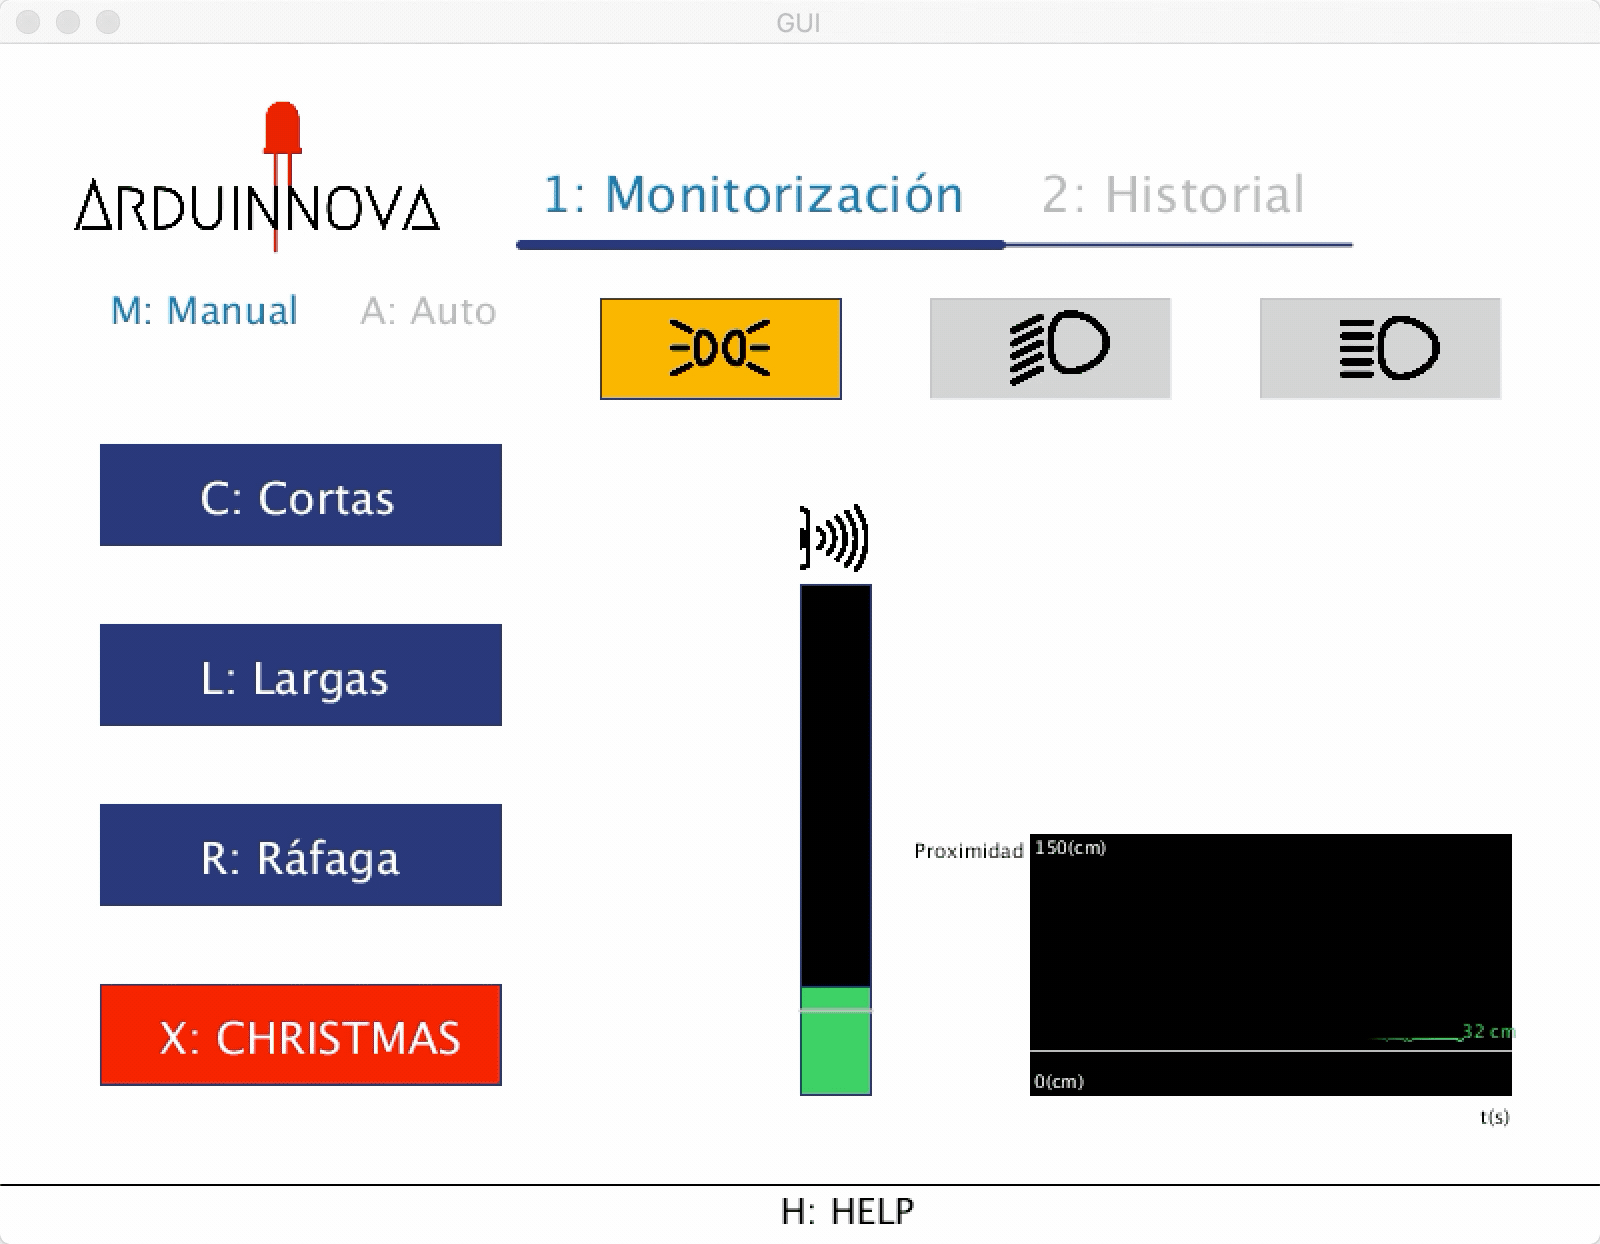 GUI
ARDUINNOVA
1: Monitorización 2: Historial
M: Manual A: Auto
C: Cortas
L: Largas
R: Ráfaga
X: CHRISTMAS
Proximidad 150(cm)
32 cm
0(cm)
t(s)
H: HELP